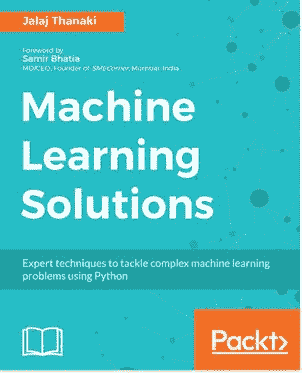 Jalaj Thanaki
Foreword by
Samir Bhatia
MD/CEO, Founder of SMECorner, Mumbai, India
Machine
Learning
Solutions
Expert techniques to tackle complex machine learning
problems using Python
Packt>